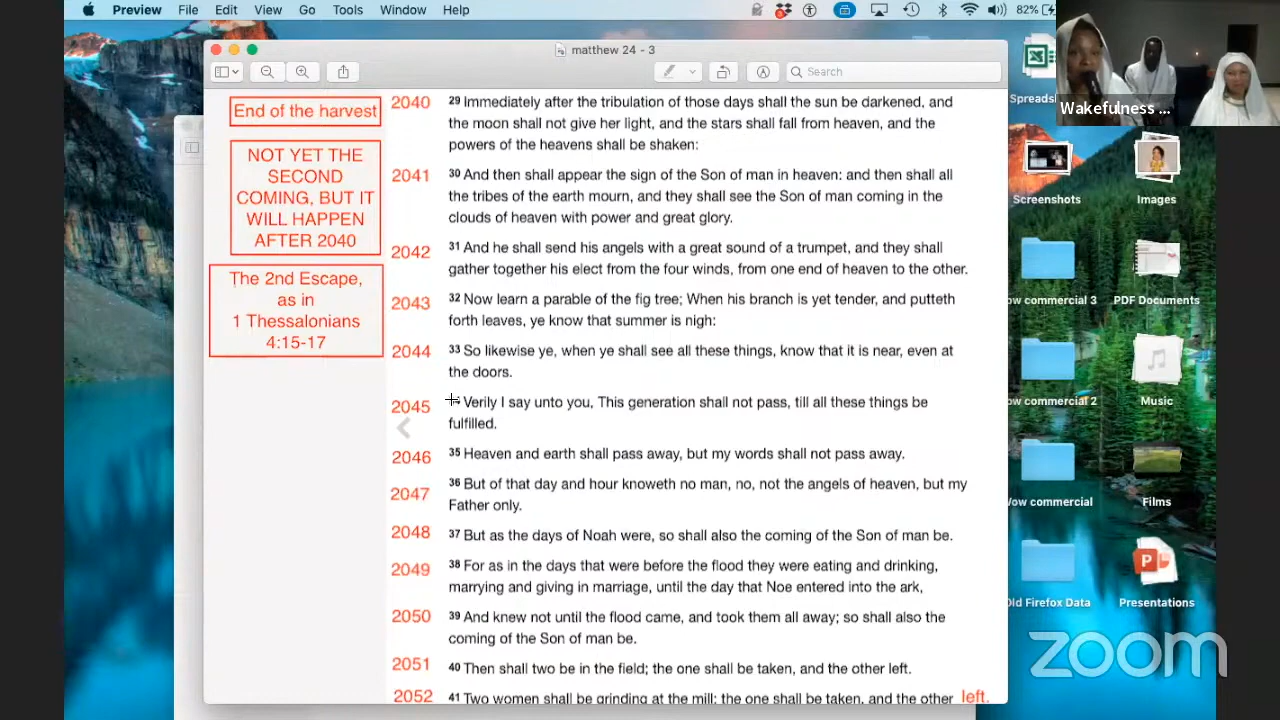 Preview File Edit View Go Tools Window Help 82%
matthew 24 - 3
Search
Wakefulness ...
End of the harvest
NOT YET THE
SECOND
COMING, BUT IT
WILL HAPPEN
AFTER 2040
The 2nd Escape,
as in
1 Thessalonians
4:15-17
2040 29 Immediately after the tribulation of those days shall the sun be darkened, and
the moon shall not give her light, and the stars shall fall from heaven, and the
powers of the heavens shall be shaken:
2041 30 And then shall appear the sign of the Son of man in heaven: and then shall all
the tribes of the earth mourn, and they shall see the Son of man coming in the
clouds of heaven with power and great glory.
2042 31 And he shall send his angels with a great sound of a trumpet, and they shall
gather together his elect from the four winds, from one end of heaven to the other.
2043 32 Now learn a parable of the fig tree; When his branch is yet tender, and putteth
forth leaves, ye know that summer is nigh:
2044 33 So likewise ye, when ye shall see all these things, know that it is near, even at
the doors.
2045 Verily I say unto you, This generation shall not pass, till all these things be
fulfilled.
2046 35 Heaven and earth shall pass away, but my words shall not pass away.
2047 36 But of that day and hour knoweth no man, no, not the angels of heaven, but my
Father only.
2048 37 But as the days of Noah were, so shall also the coming of the Son of man be.
2049 38 For as in the days that were before the flood they were eating and drinking,
marrying and giving in marriage, until the day that Noe entered into the ark,
2050 39 And knew not until the flood came, and took them all away; so shall also the
coming of the Son of man be.
2051 40 Then shall two be in the field; the one shall be taken, and the other left.
2052 41 Two women shall be grinding at the mill; the one shall be taken, and the other left.
Spreads
Screenshots
Images
ow commercial 3
PDF Documents
ow commercial 2
Music
Wow commercial
Films
Old Firefox Data
Presentations
zoom